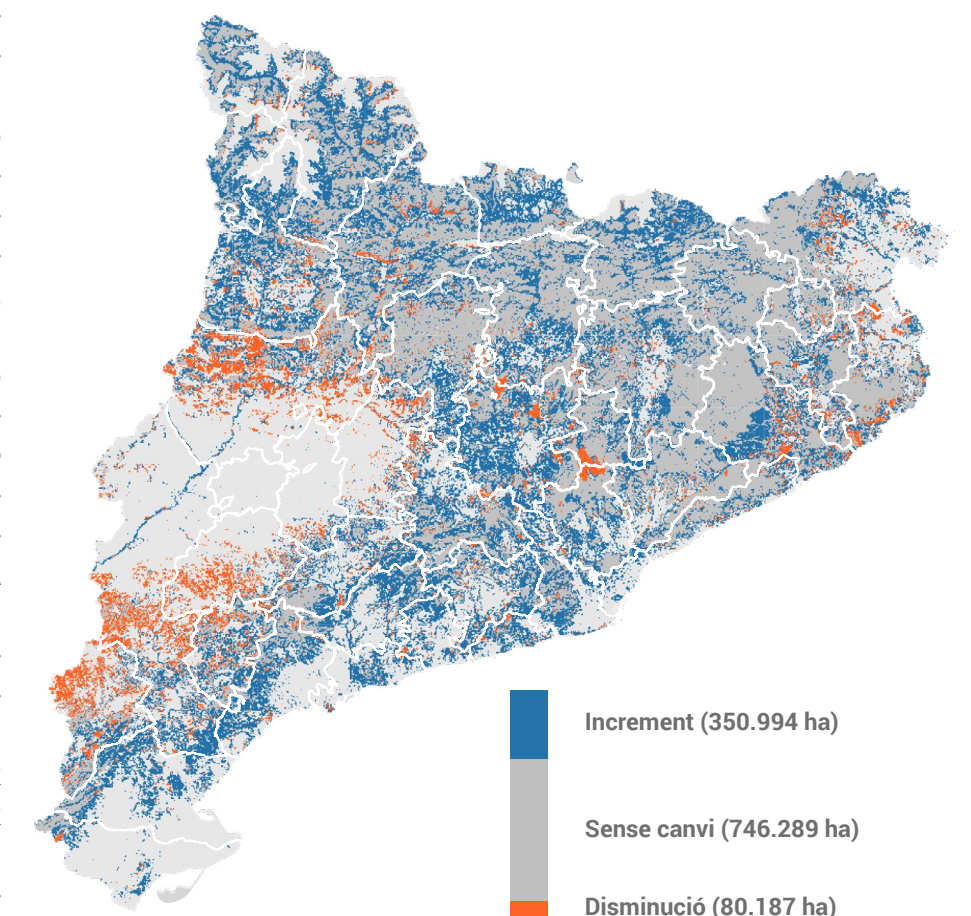 Increment (350.994 ha)
Sense canvi (746.289 ha)
Disminució (80.187 ha)